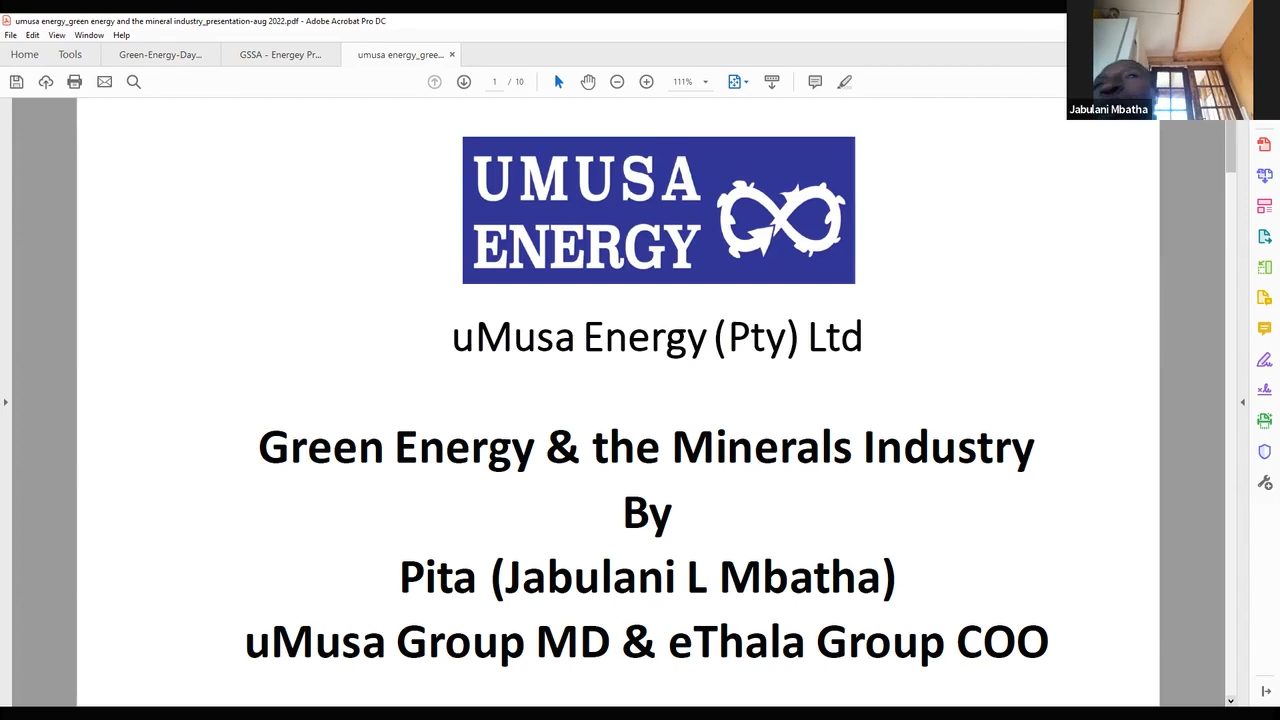 umusa energy_green energy and the mineral industry_presentation-aug 2022.pdf - Adobe Acrobat Pro DC
File Edit View Window Help
Home Tools Green-Energy-Day... GSSA - Energey Pr... umusa energy_gree... ×
1 / 10 111%
Jabulani Mbatha
UMUSA
ENERGY
uMusa Energy (Pty) Ltd
Green Energy & the Minerals Industry
By
Pita (Jabulani L Mbatha)
uMusa Group MD & eThala Group COO